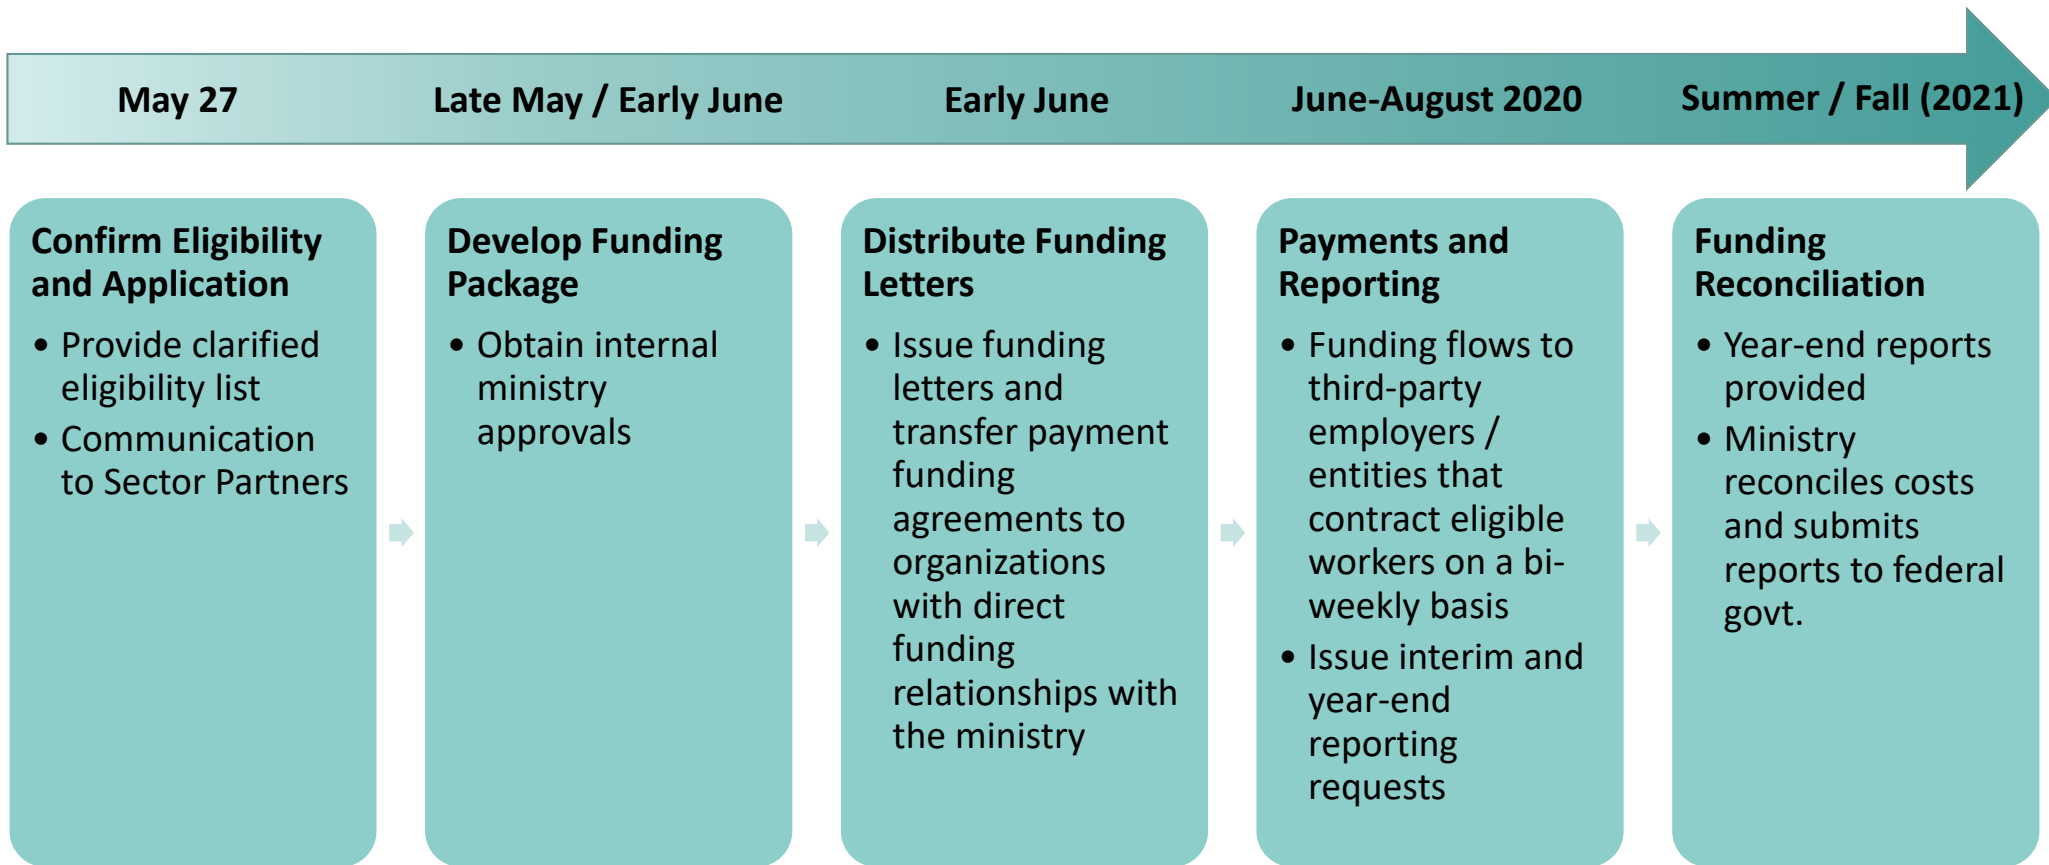 May 27
Late May / Early June
Early June
June-August 2020
Summer / Fall (2021)
Confirm Eligibility
and Application
• Provide clarified
eligibility list
• Communication
to Sector Partners
Develop Funding
Package
• Obtain internal
ministry
approvals
Distribute Funding
Letters
• Issue funding
letters and
transfer payment
funding
agreements to
organizations
with direct
funding
relationships with
the ministry
Payments and
Reporting
• Funding flows to
third-party
employers /
entities that
contract eligible
workers on a bi-
weekly basis
• Issue interim and
year-end
reporting
requests
Funding
Reconciliation
• Year-end reports
provided
• Ministry
reconciles costs
and submits
reports to federal
govt.